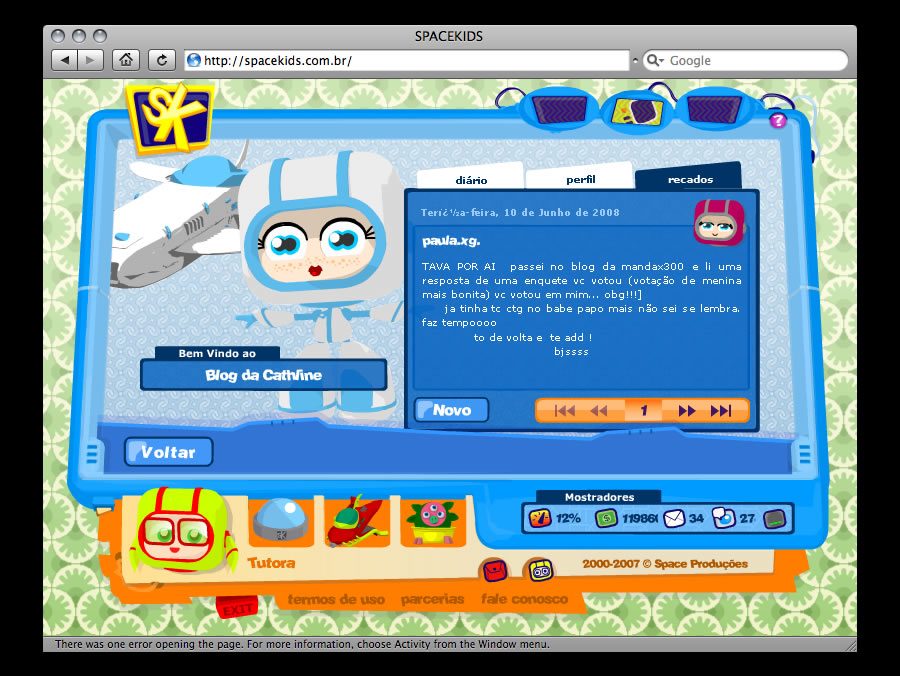 SPACEKIDS
http://spacekids.com.br/
Google
SK
?
diário
perfil
recados
Terï¿½a-feira, 10 de Junho de 2008
paula.xg.
TAVA POR AI passei no blog da mandax300 e li uma
resposta de uma enquete vc votou (votação de menina
mais bonita) vc votou em mim... obg!!!]
ja tinha tc ctg no babe papo mais não sei se lembra.
faz tempoooo
to de volta e te add !
bjssss
Bem Vindo ao
Blog da Cathfine
Novo
1
Voltar
Mostradores
12%
34
27
Tutora
2000-2007 © Space Produções
EXIT
termos de uso
parcerias
fale conosco
There was one error opening the page. For more information, choose Activity from the Window menu.